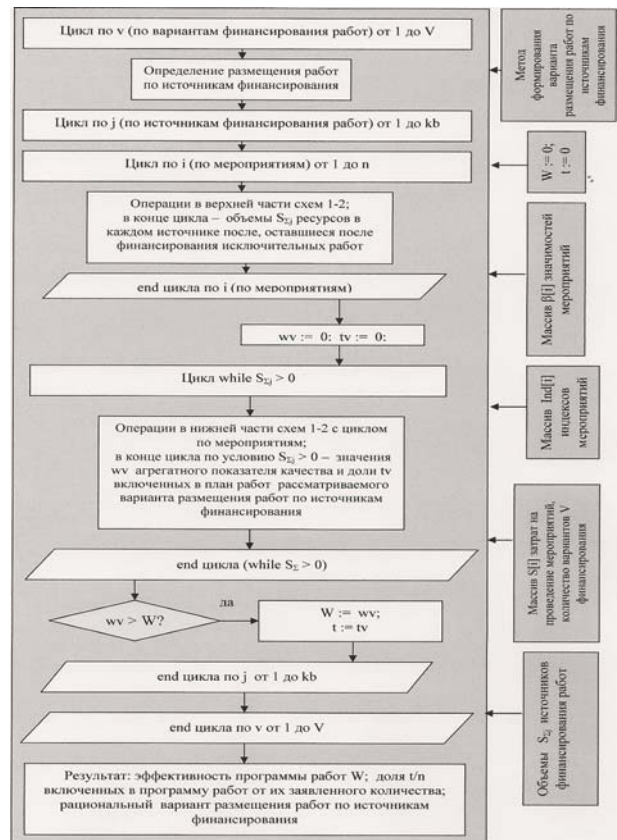 Цикл по v (по вариантам финансирования работ) от 1 до V
Определение размещения работ
по источникам финансирования
Цикл по j (по источникам финансирования работ) от 1 до kb
Цикл по i (по мероприятиям) от 1 до n
Операции в верхней части схем 1-2;
в конце цикла – объемы SΣj ресурсов в
каждом источнике после, оставшиеся после
финансирования исключительных работ
end цикла по i (по мероприятиям)
wv := 0: tv := 0:
Цикл while SΣj > 0
Операции в нижней части схем 1-2 с циклом
по мероприятиям;
в конце цикла по условию SΣj > 0 – значения
wv агрегатного показателя качества и доли tv
включенных в план работ рассматриваемого
варианта размещения работ по источникам
финансирования
end цикла (while SΣ > 0)
wv > W?
да
W := wv;
t := tv
end цикла по j от 1 до kb
end цикла по v от 1 до V
Результат: эффективность программы работ W; доля t/n
включенных в программу работ от их заявленного количества;
рациональный вариант размещения работ по источникам
финансирования
Метод
формирования
варианта
размещения работ по
источникам
финансирования
W := 0;
t := 0
Массив β[i] значимостей
мероприятий
Массив Ind[i]
индексов
мероприятий
Массив S[i] затрат на
проведение мероприятий,
количество вариантов V
финансирования
Объемы SΣj источников
финансирования работ